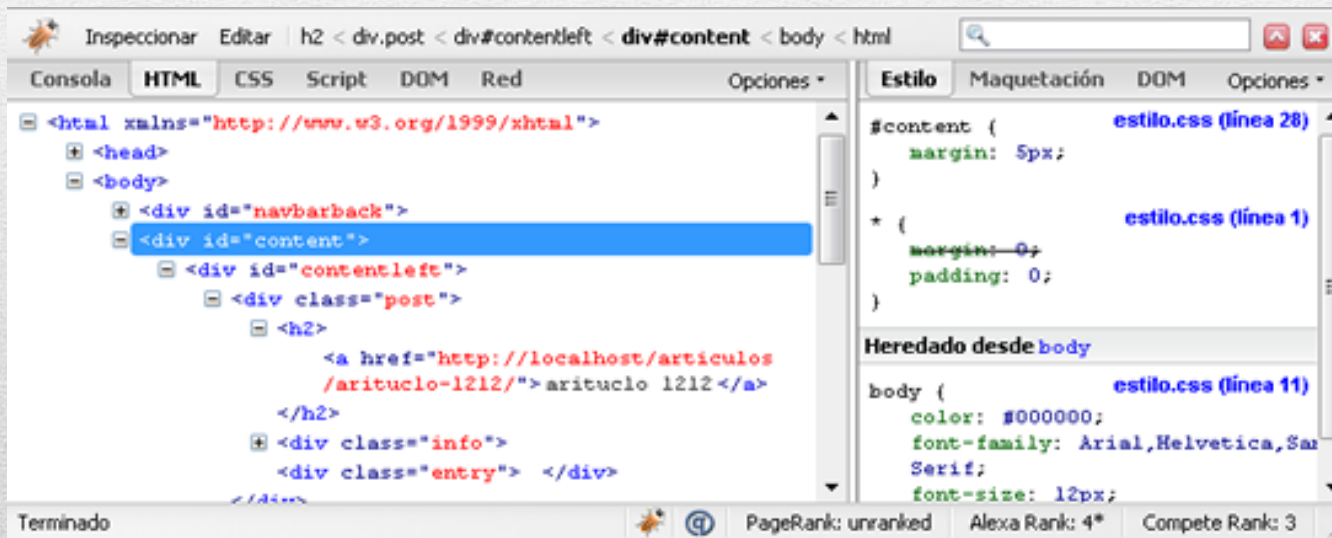 Inspeccionar Editar h2 < div.post < div#contentleft < div#content < body < html
Consola HTML CSS Script DOM Red Opciones
<html xmlns="http://www.w3.org/1999/xhtml">
<head>
<body>
<div id="navbarback">
<div id="content">
<div id="contentleft">
<div class="post">
<h2>
<a href="http://localhost/articulos
/arituclo-1212/">arituclo 1212</a>
</h2>
<div class="info">
<div class="entry"> </div>
</div>
Estilo Maquetación DOM Opciones
#content { estilo.css (línea 28)
margin: 5px;
}
* { estilo.css (línea 1)
margin: 0;
padding: 0;
}
Heredado desde body
body { estilo.css (línea 11)
color: #000000;
font-family: Arial,Helvetica,San
Serif;
font-size: 12px;
Terminado PageRank: unranked Alexa Rank: 4* Compete Rank: 3